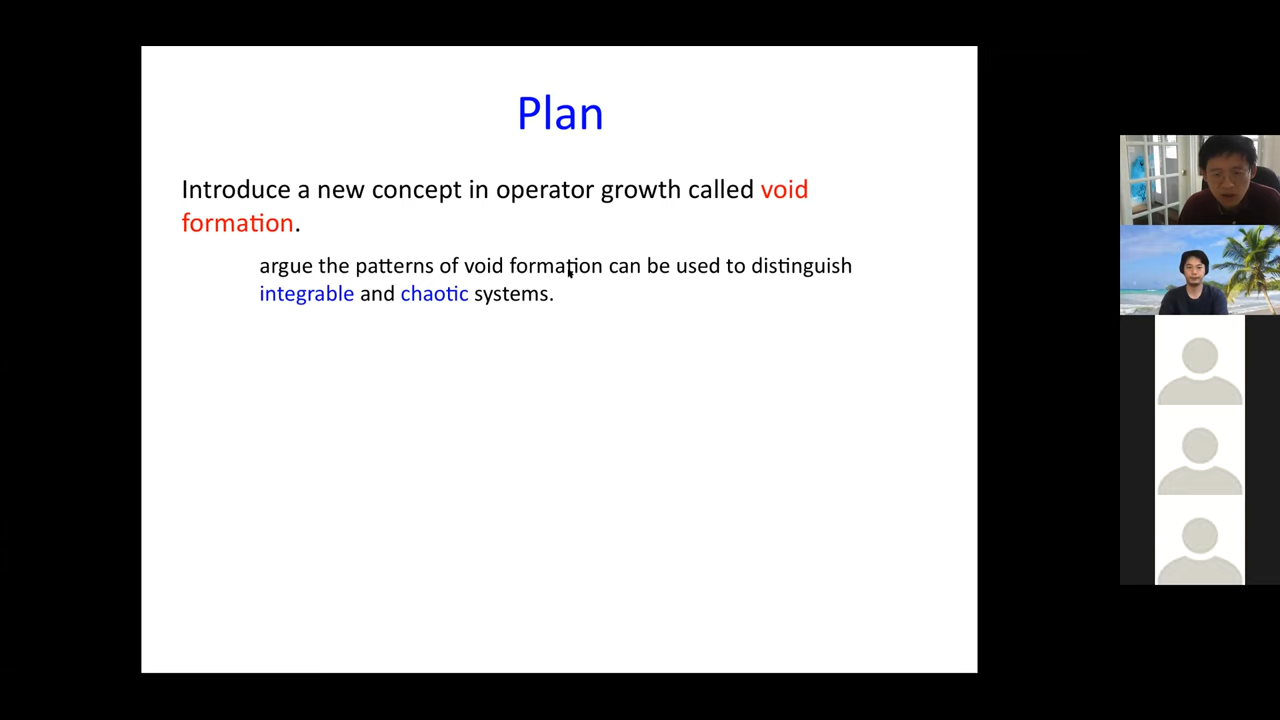 Plan
Introduce a new concept in operator growth called void
formation.
argue the patterns of void formation can be used to distinguish
integrable and chaotic systems.